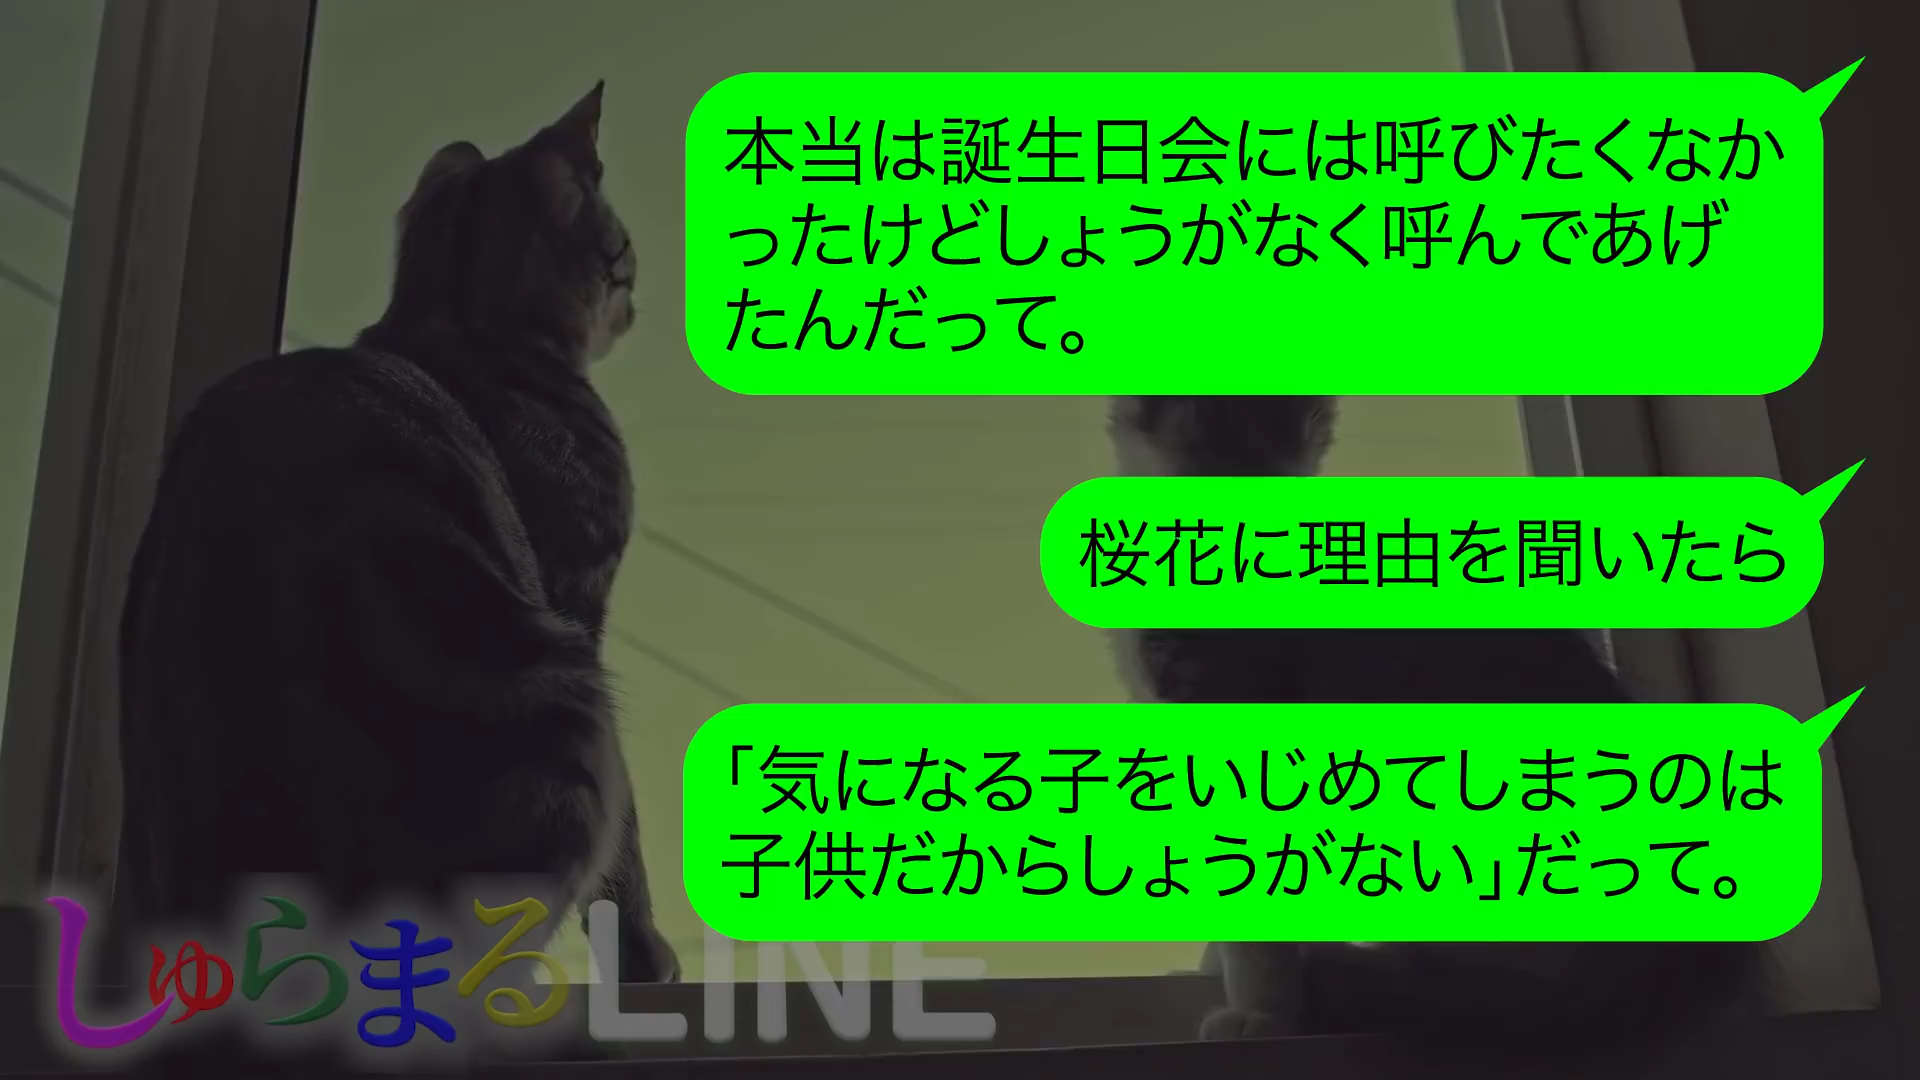 本当は誕生日会には呼びたくなか
ったけどしょうがなく呼んであげ
たんだって。
桜花に理由を聞いたら
「気になる子をいじめてしまうのは
子供だからしょうがない」だって。
しゅらまるLINE